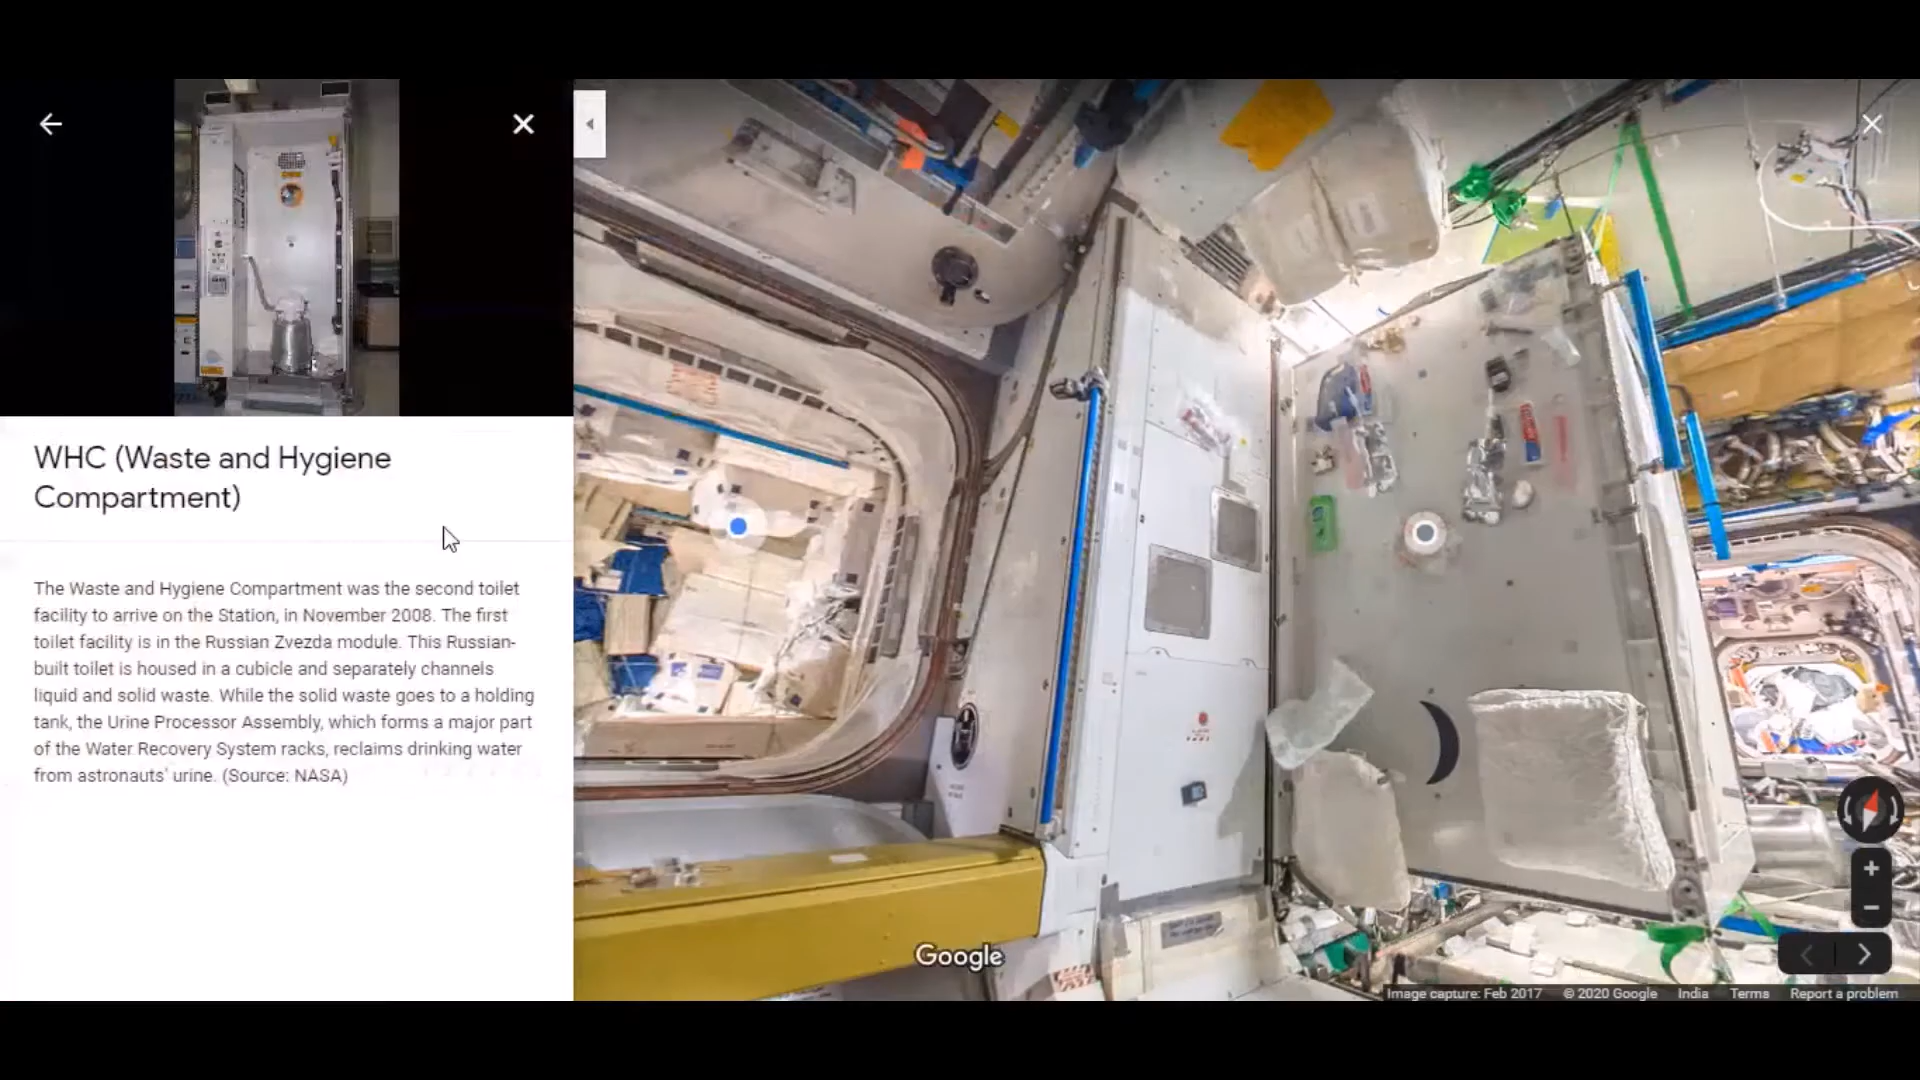 WHC (Waste and Hygiene
Compartment)
The Waste and Hygiene Compartment was the second toilet
facility to arrive on the Station, in November 2008. The first
toilet facility is in the Russian Zvezda module. This Russian-
built toilet is housed in a cubicle and separately channels
liquid and solid waste. While the solid waste goes to a holding
tank, the Urine Processor Assembly, which forms a major part
of the Water Recovery System racks, reclaims drinking water
from astronauts' urine. (Source: NASA)
Google
Image capture: Feb 2017 © 2020 Google India Terms Report a problem